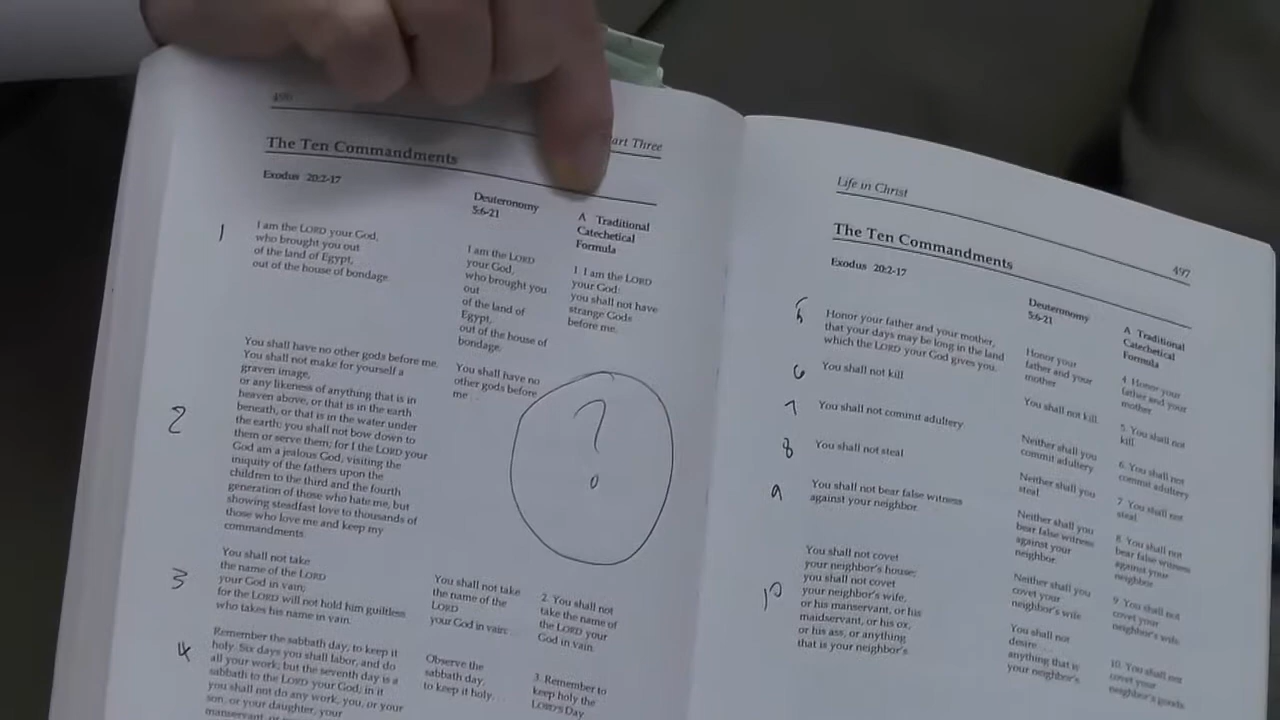 496
art Three
The Ten Commandments
Exodus 20:2-17
Deuteronomy
5:6-21
A Traditional
Catechetical
Formula
1
I am the LORD your God,
who brought you out
of the land of Egypt,
out of the house of bondage.
I am the LORD
your God,
who brought you
out
of the land of
Egypt,
out of the house of
bondage.
1. I am the LORD
your God:
you shall not have
strange Gods
before me.
2
You shall have no other gods before me.
You shall not make for yourself a
graven image,
or any likeness of anything that is in
heaven above, or that is in the earth
beneath, or that is in the water under
the earth; you shall not bow down to
them or serve them; for I the LORD your
God am a jealous God, visiting the
iniquity of the fathers upon the
children to the third and the fourth
generation of those who hate me, but
showing steadfast love to thousands of
those who love me and keep my
commandments.
You shall have no
other gods before
me . . .
?
3
You shall not take
the name of the LORD
your God in vain;
for the LORD will not hold him guiltless
who takes his name in vain.
You shall not take
the name of the
LORD
your God in vain . . .
2. You shall not
take the name of
the LORD your
God in vain.
4
Remember the sabbath day, to keep it
holy. Six days you shall labor, and do
all your work; but the seventh day is a
sabbath to the LORD your God; in it
you shall not do any work, you, or your
son, or your daughter, your
manservant, or
Observe the
sabbath day,
to keep it holy. . .
3. Remember to
keep holy the
LORD'S Day
Life in Christ
497
The Ten Commandments
Exodus 20:2-17
Deuteronomy
5:6-21
A Traditional
Catechetical
Formula
5
Honor your father and your mother,
that your days may be long in the land
which the LORD your God gives you.
Honor your
father and your
mother . . .
4. Honor your
father and your
mother.
6
You shall not kill.
You shall not kill.
5. You shall not
kill.
7
You shall not commit adultery.
Neither shall you
commit adultery.
6. You shall not
commit adultery.
8
You shall not steal.
Neither shall you
steal.
7. You shall not
steal.
9
You shall not bear false witness
against your neighbor.
Neither shall you
bear false witness
against your
neighbor.
8. You shall not
bear false witness
against your
neighbor.
10
You shall not covet
your neighbor's house;
you shall not covet
your neighbor's wife,
or his manservant, or his
maidservant, or his ox,
or his ass, or anything
that is your neighbor's.
Neither shall you
covet your
neighbor's wife . . .
9. You shall not
covet your
neighbor's wife.
You shall not
desire . . .
anything that is
your neighbor's.
10. You shall not
covet your
neighbor's goods.